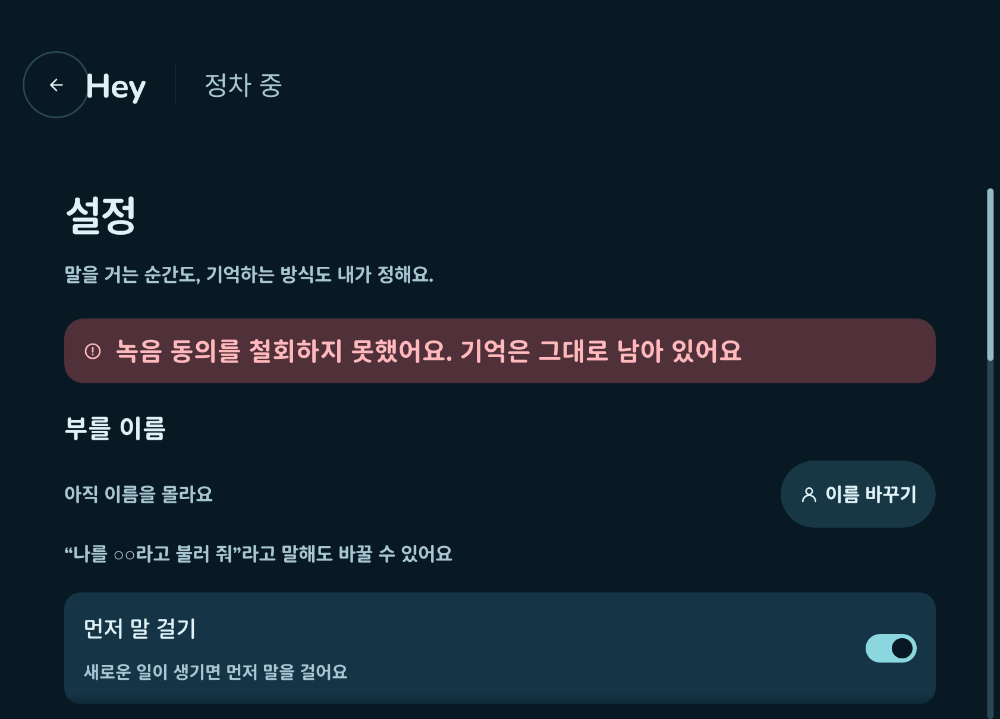 Hey
정차 중
설정
말을 거는 순간도, 기억하는 방식도 내가 정해요.
녹음 동의를 철회하지 못했어요. 기억은 그대로 남아 있어요
부를 이름
아직 이름을 몰라요
이름 바꾸기
“나를 ○○라고 불러 줘”라고 말해도 바꿀 수 있어요
먼저 말 걸기
새로운 일이 생기면 먼저 말을 걸어요